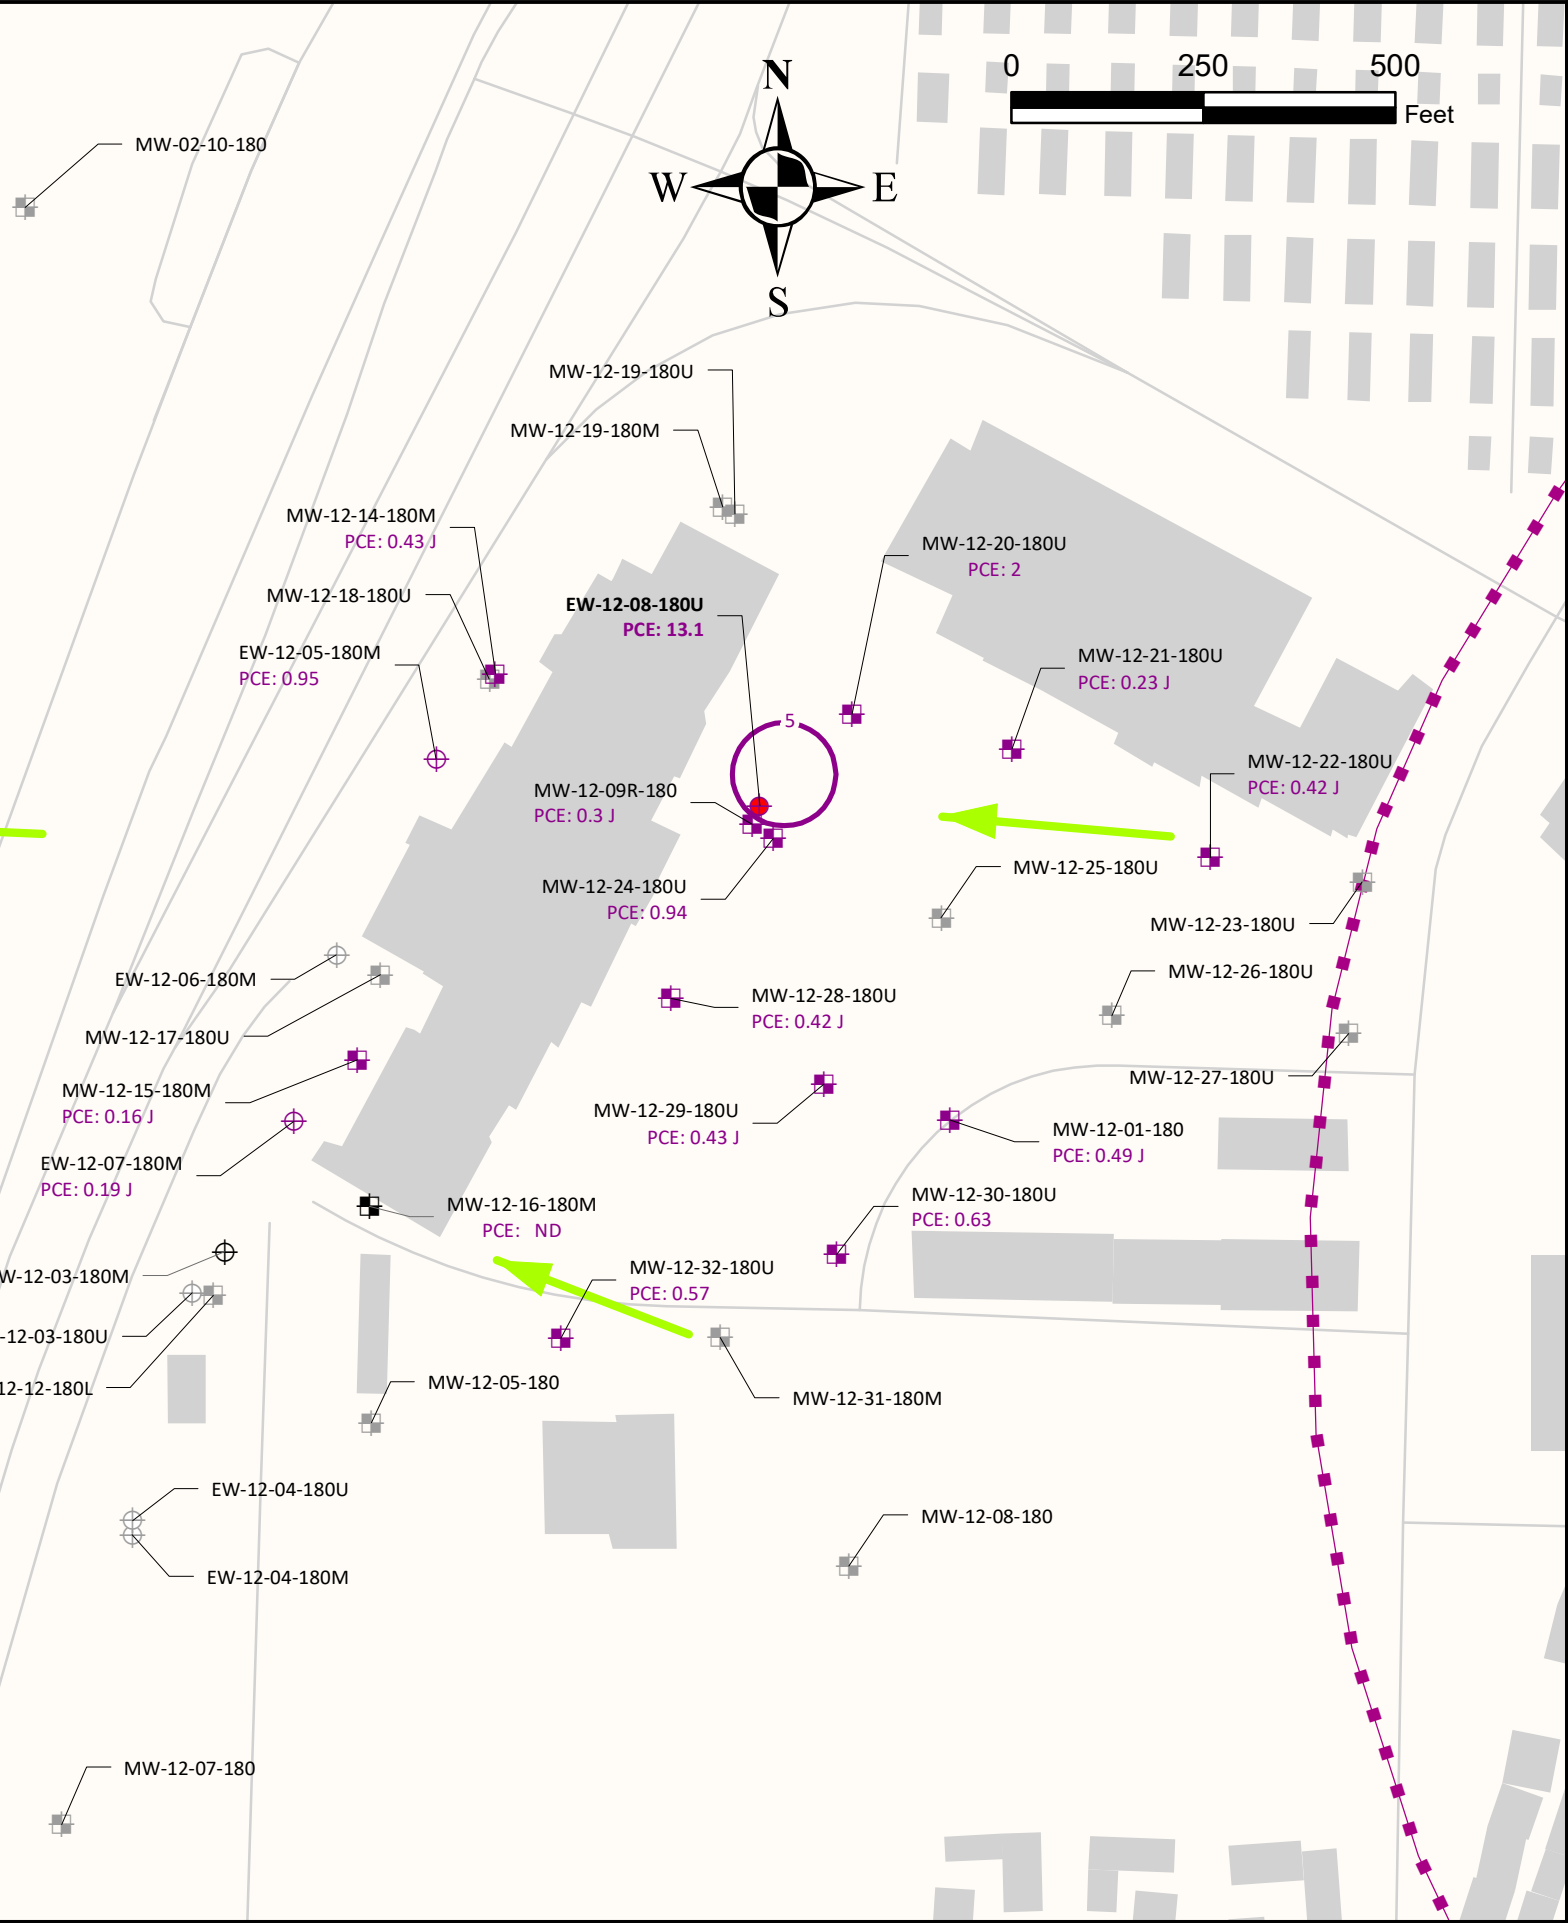 0 250 500
Feet
N
W E
S
MW-02-10-180
MW-12-19-180U
MW-12-19-180M
MW-12-14-180M
PCE: 0.43 J
MW-12-18-180U
EW-12-05-180M
PCE: 0.95
EW-12-08-180U
PCE: 13.1
MW-12-20-180U
PCE: 2
MW-12-21-180U
PCE: 0.23 J
5
MW-12-22-180U
PCE: 0.42 J
MW-12-09R-180
PCE: 0.3 J
MW-12-24-180U
PCE: 0.94
MW-12-25-180U
MW-12-23-180U
EW-12-06-180M
MW-12-26-180U
MW-12-28-180U
PCE: 0.42 J
MW-12-17-180U
MW-12-27-180U
MW-12-15-180M
PCE: 0.16 J
MW-12-29-180U
PCE: 0.43 J
MW-12-01-180
PCE: 0.49 J
EW-12-07-180M
PCE: 0.19 J
MW-12-16-180M
PCE: ND
MW-12-30-180U
PCE: 0.63
W-12-03-180M
MW-12-32-180U
PCE: 0.57
-12-03-180U
12-12-180L
MW-12-05-180
MW-12-31-180M
EW-12-04-180U
MW-12-08-180
EW-12-04-180M
MW-12-07-180